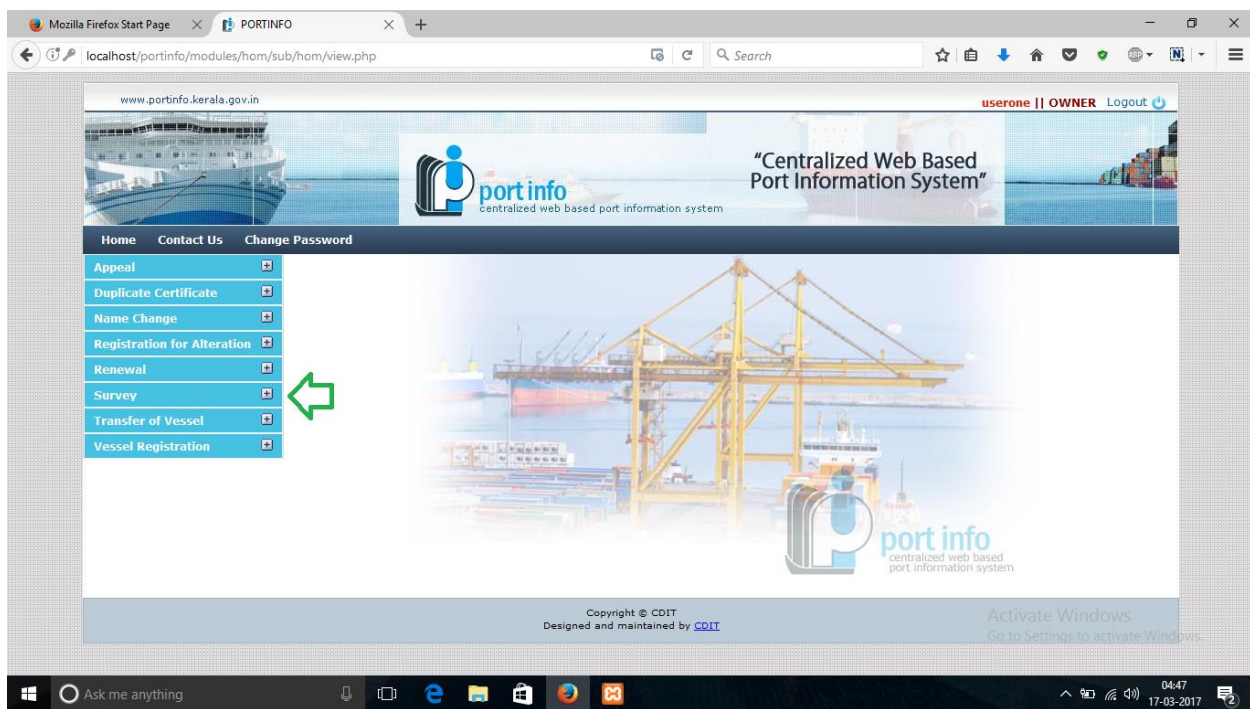 Mozilla Firefox Start Page
PORTINFO
localhost/portinfo/modules/hom/sub/hom/view.php
Search
ABP
N
www.portinfo.kerala.gov.in
userone || OWNER Logout
port info
centralized web based port information system
"Centralized Web Based
Port Information System"
Home Contact Us Change Password
Appeal
Duplicate Certificate
Name Change
Registration for Alteration
Renewal
Survey
Transfer of Vessel
Vessel Registration
port info
centralized web based
port information system
Copyright © CDIT
Designed and maintained by CDIT
Activate Windows
Go to Settings to activate Windows.
Ask me anything
04:47
17-03-2017
2